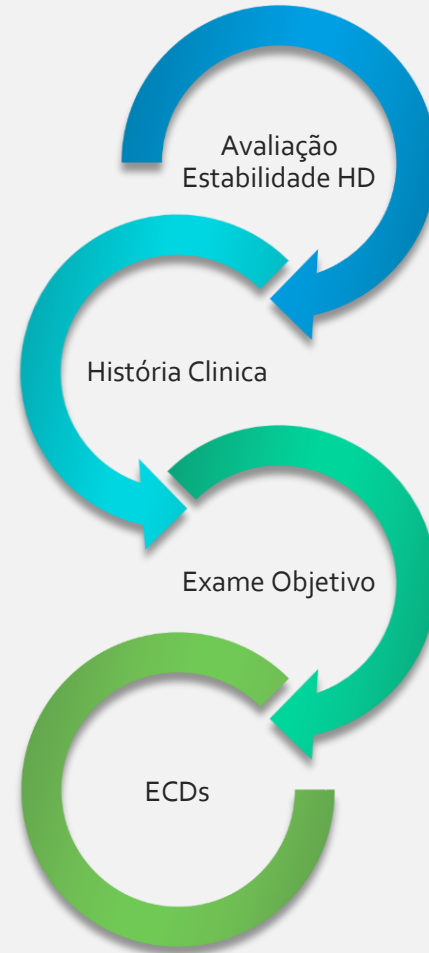 Avaliação
Estabilidade HD
História Clinica
Exame Objetivo
ECDs